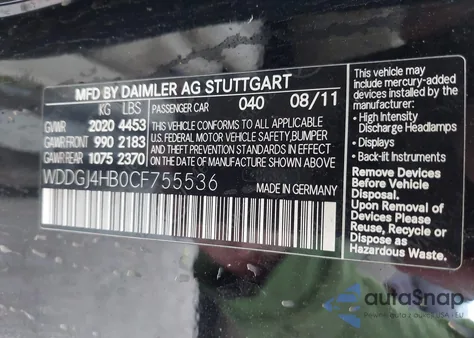 MFD BY DAIMLER AG STUTTGART
KG LBS
PASSENGER CAR 040 08/11
GVWR 2020 4453
GAWR FRONT 990 2183
GAWR REAR 1075 2370
THIS VEHICLE CONFORMS TO ALL APPLICABLE
U.S. FEDERAL MOTOR VEHICLE SAFETY, BUMPER
AND THEFT PREVENTION STANDARDS IN EFFECT
ON THE DATE OF MANUFACTURE SHOWN ABOVE.
WDDGJ4HB0CF755536
MADE IN GERMANY
This vehicle may
include mercury-added
devices installed by the
manufacturer:
• High Intensity
Discharge Headlamps
• Displays
• Back-lit Instruments
Remove Devices
Before Vehicle
Disposal.
Upon Removal of
Devices Please
Reuse, Recycle or
Dispose as
Hazardous Waste.
autoSnap